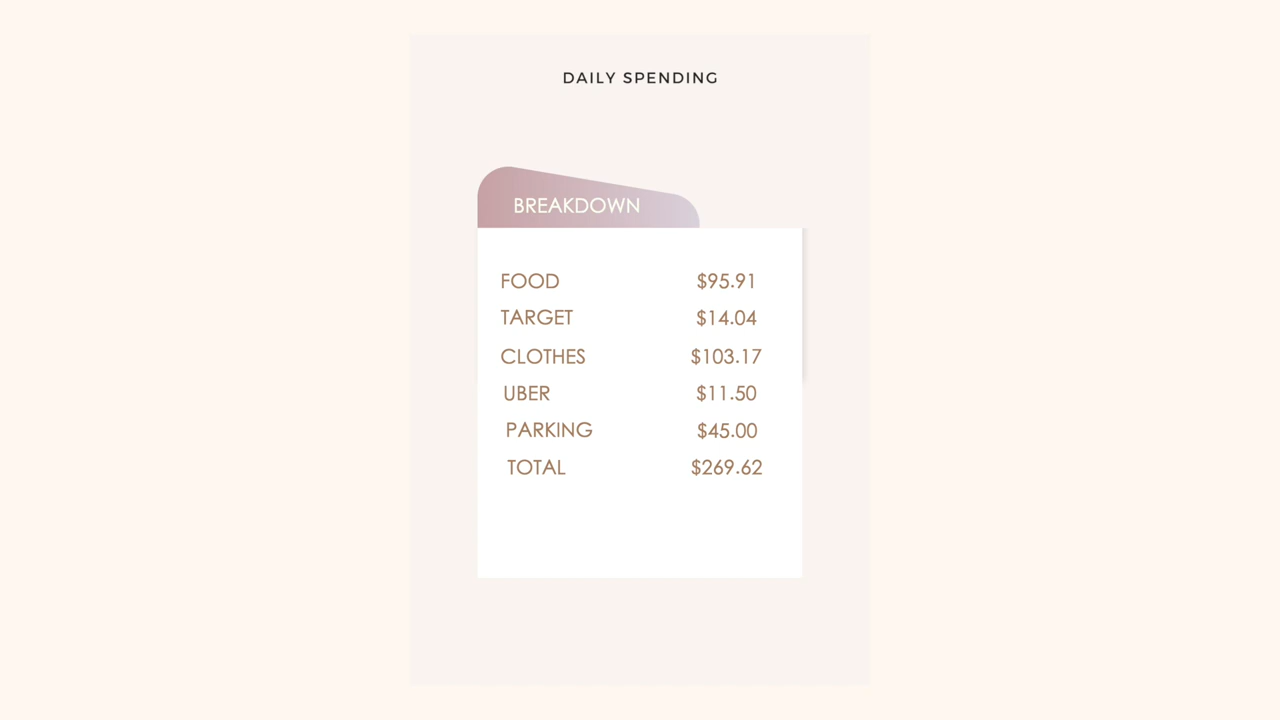 DAILY SPENDING
BREAKDOWN
FOOD $95.91
TARGET $14.04
CLOTHES $103.17
UBER $11.50
PARKING $45.00
TOTAL $269.62